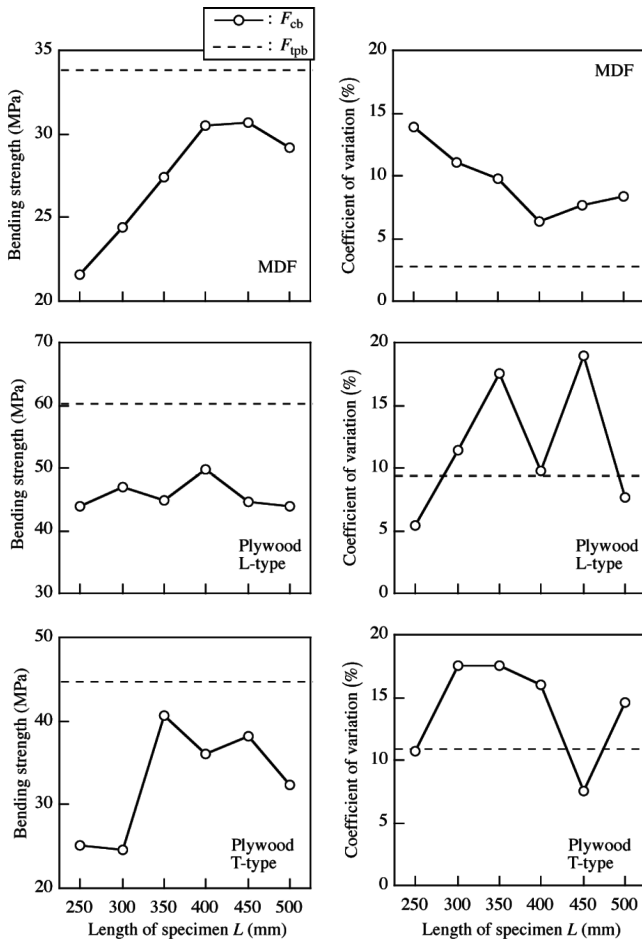 : Fcb
: Ftpb
35
30
25
20
Bending strength (MPa)
MDF
20
15
10
5
0
Coefficient of variation (%)
MDF
70
60
50
40
30
Bending strength (MPa)
Plywood
L-type
20
15
10
5
0
Coefficient of variation (%)
Plywood
L-type
50
40
30
20
Bending strength (MPa)
Plywood
T-type
250 300 350 400 450 500
Length of specimen L (mm)
20
15
10
5
0
Coefficient of variation (%)
Plywood
T-type
250 300 350 400 450 500
Length of specimen L (mm)